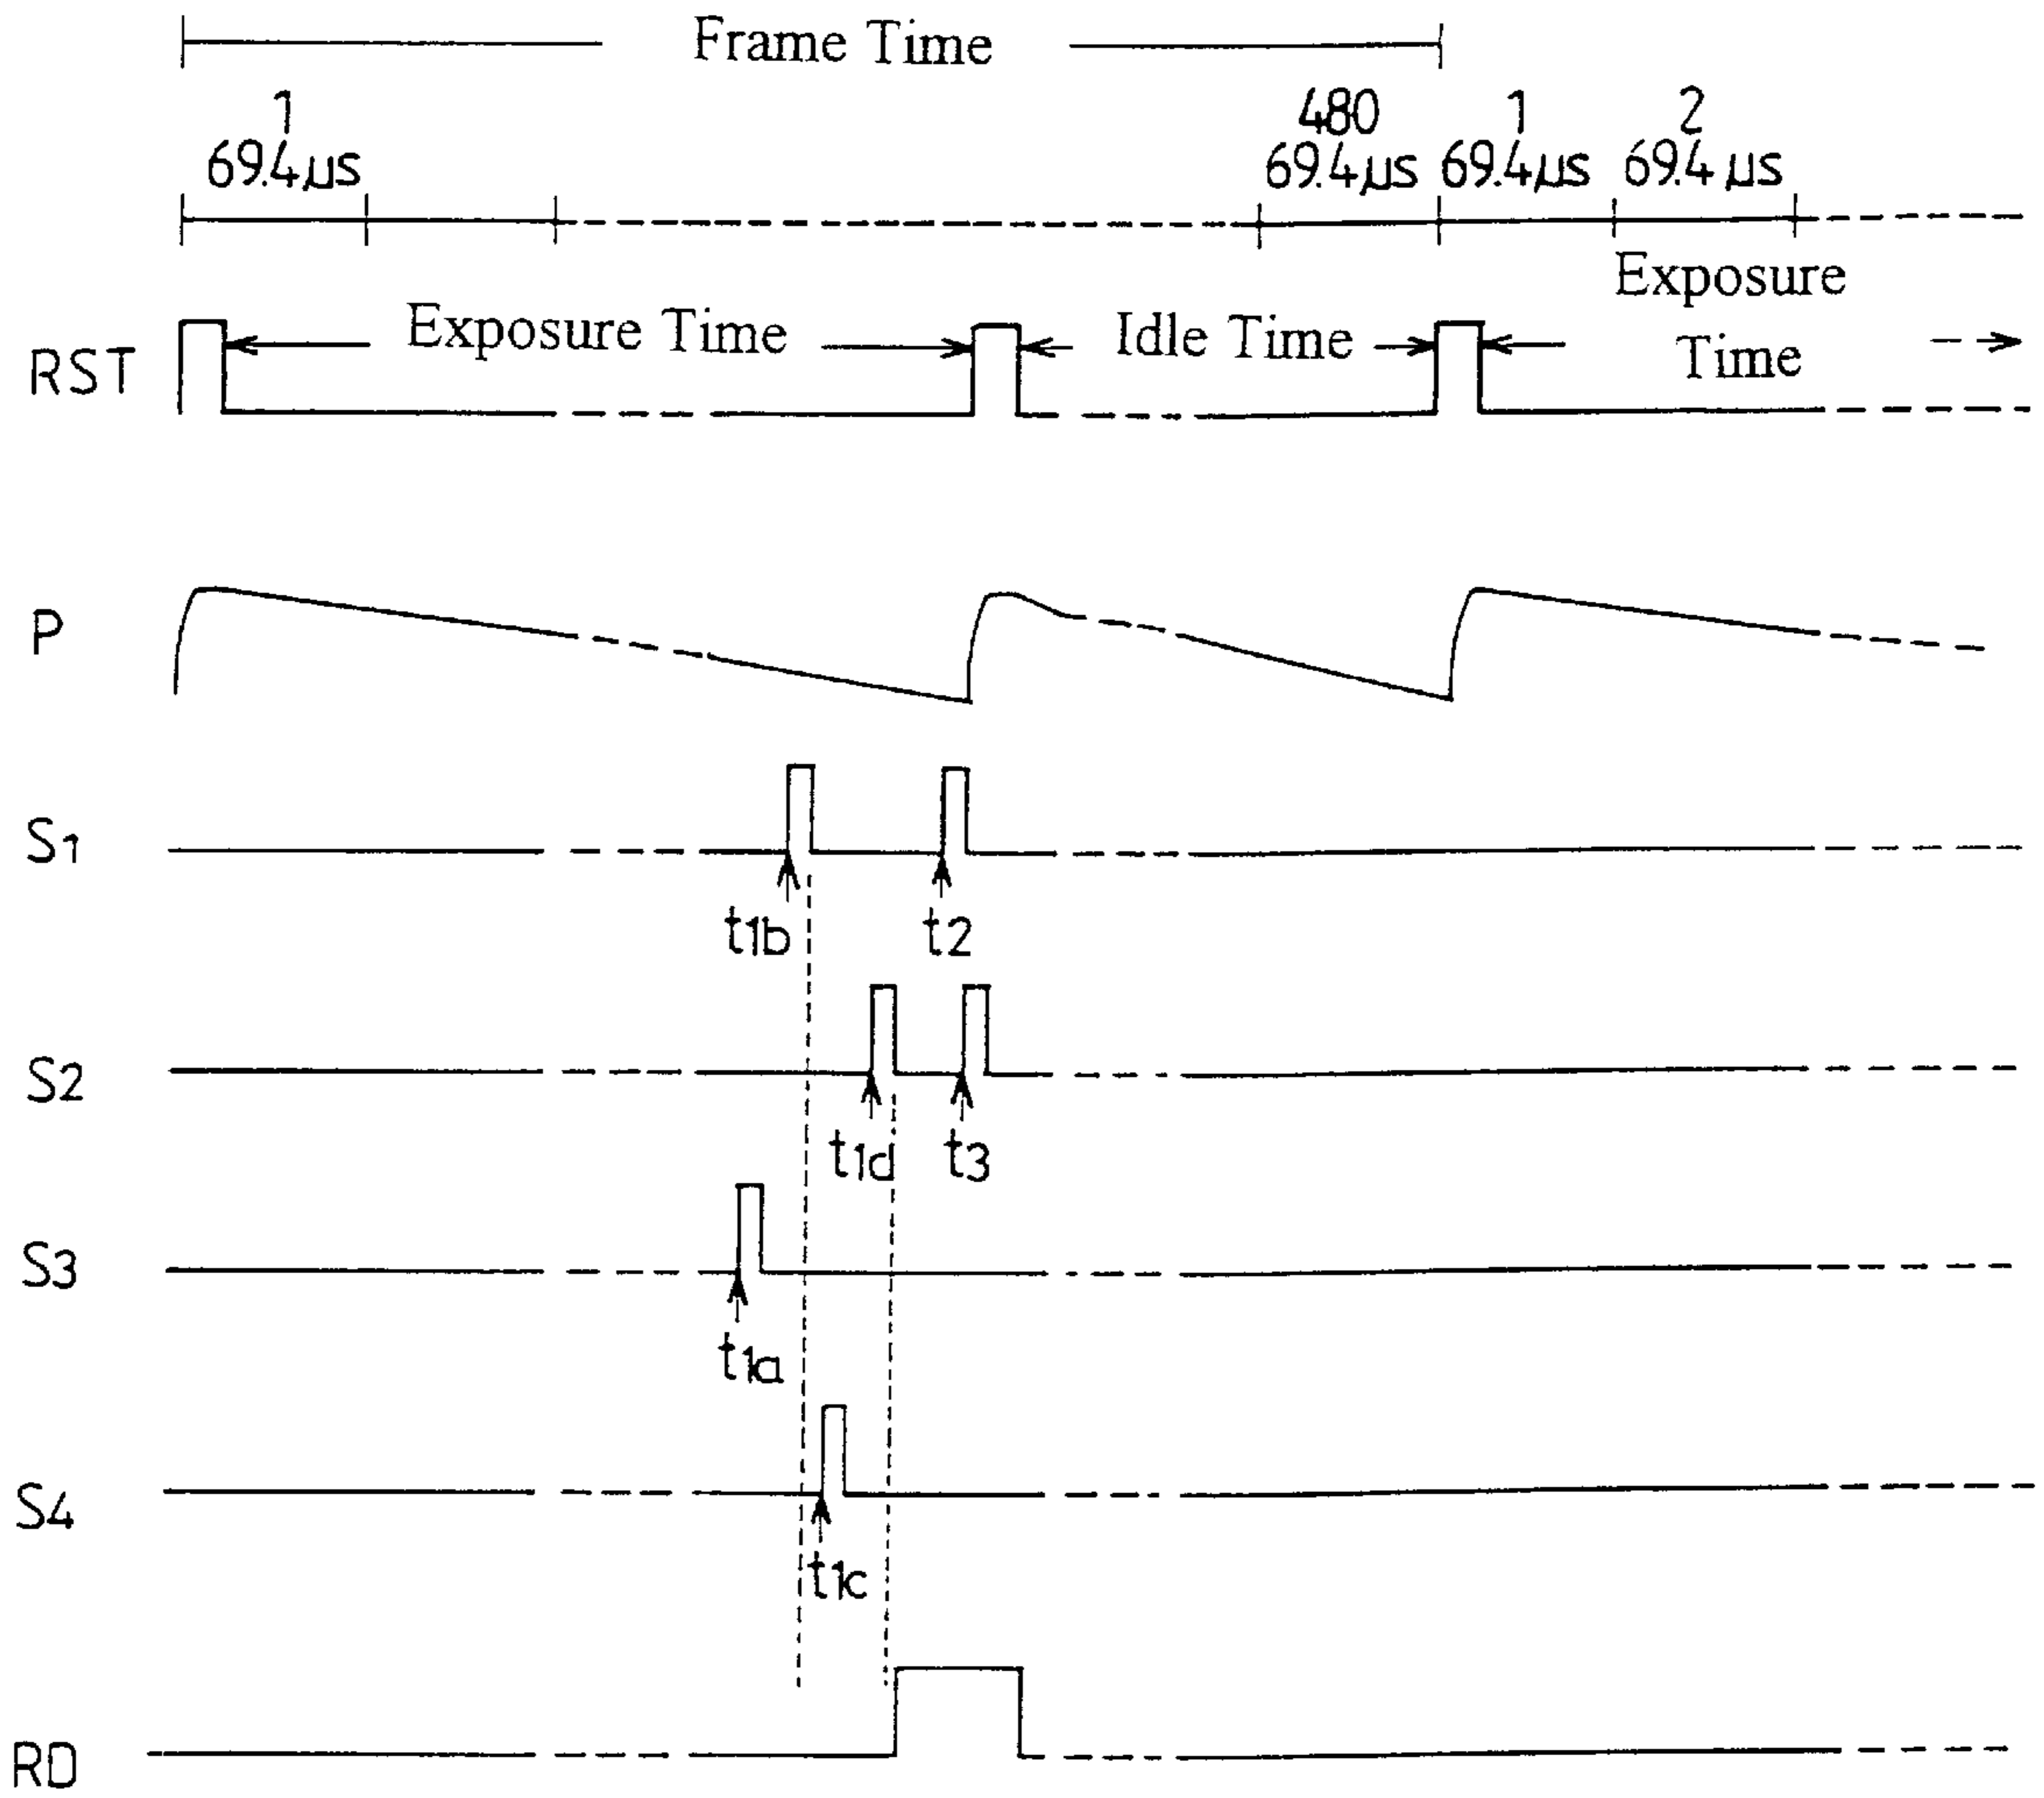 Frame Time
1 480 1 2
69.4µs 69.4µs 69.4µs 69.4µs
Exposure
RST Exposure Time Idle Time Time
P
S1
t1b t2
S2
t1d t3
S3
t1a
S4
t1c
RD